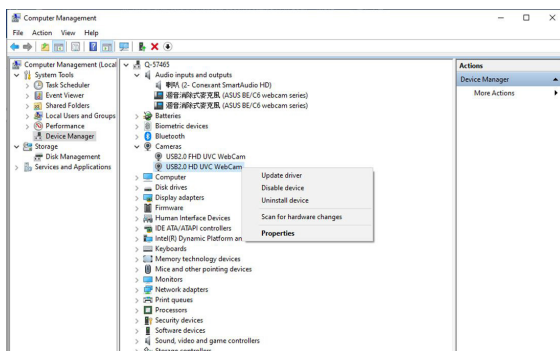 Computer Management
File Action View Help
Computer Management (Local
System Tools
Task Scheduler
Event Viewer
Shared Folders
Local Users and Groups
Performance
Device Manager
Storage
Disk Management
Services and Applications
Q-57465
Audio inputs and outputs
喇叭 (2- Conexant SmartAudio HD)
(ASUS BE/C6 webcam series)
(ASUS BE/C6 webcam series)
Batteries
Biometric devices
Bluetooth
Cameras
USB2.0 FHD UVC WebCam
USB2.0 HD UVC WebCam
Computer
Disk drives
Display adapters
Firmware
Human Interface Devices
IDE ATA/ATAPI controllers
Intel(R) Dynamic Platform an
Keyboards
Memory technology devices
Mice and other pointing devices
Monitors
Network adapters
Print queues
Processors
Security devices
Software devices
Sound, video and game controllers
Storage controllers
Update driver
Disable device
Uninstall device
Scan for hardware changes
Properties
Actions
Device Manager
More Actions